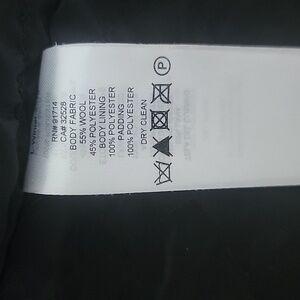 RN# 91714
CA# 32528
BODY FABRIC
55% WOOL
45% POLYESTER
BODY LINING
100% POLYESTER
PADDING
100% POLYESTER
DRY CLEAN
P